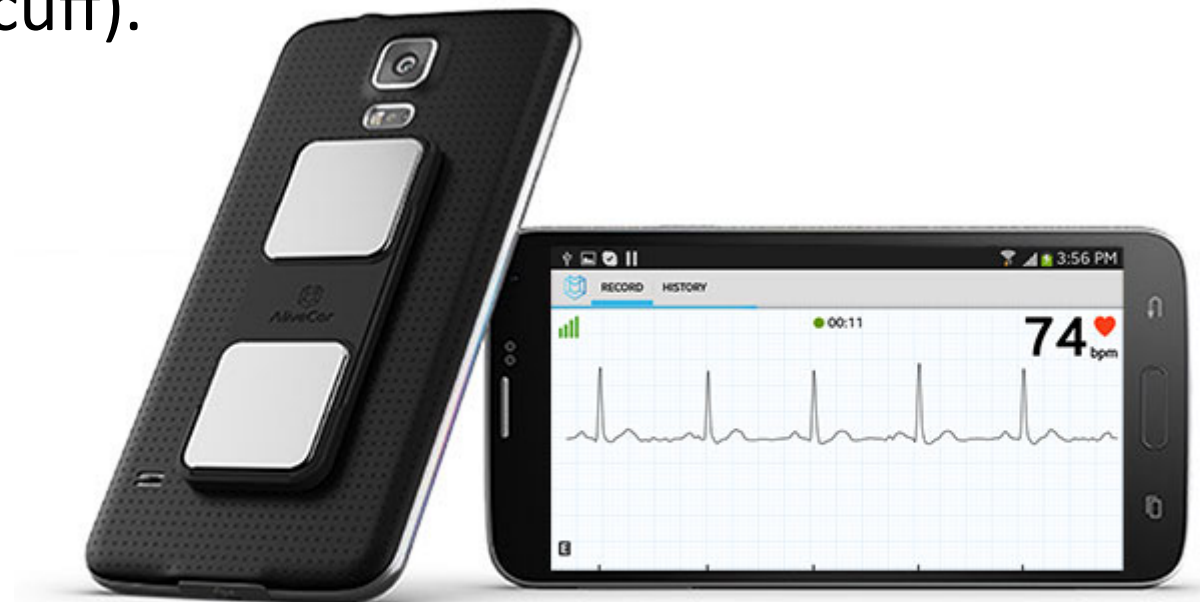 cuff).
AliveCor
3:56 PM
RECORD HISTORY
00:11
74
bpm
E